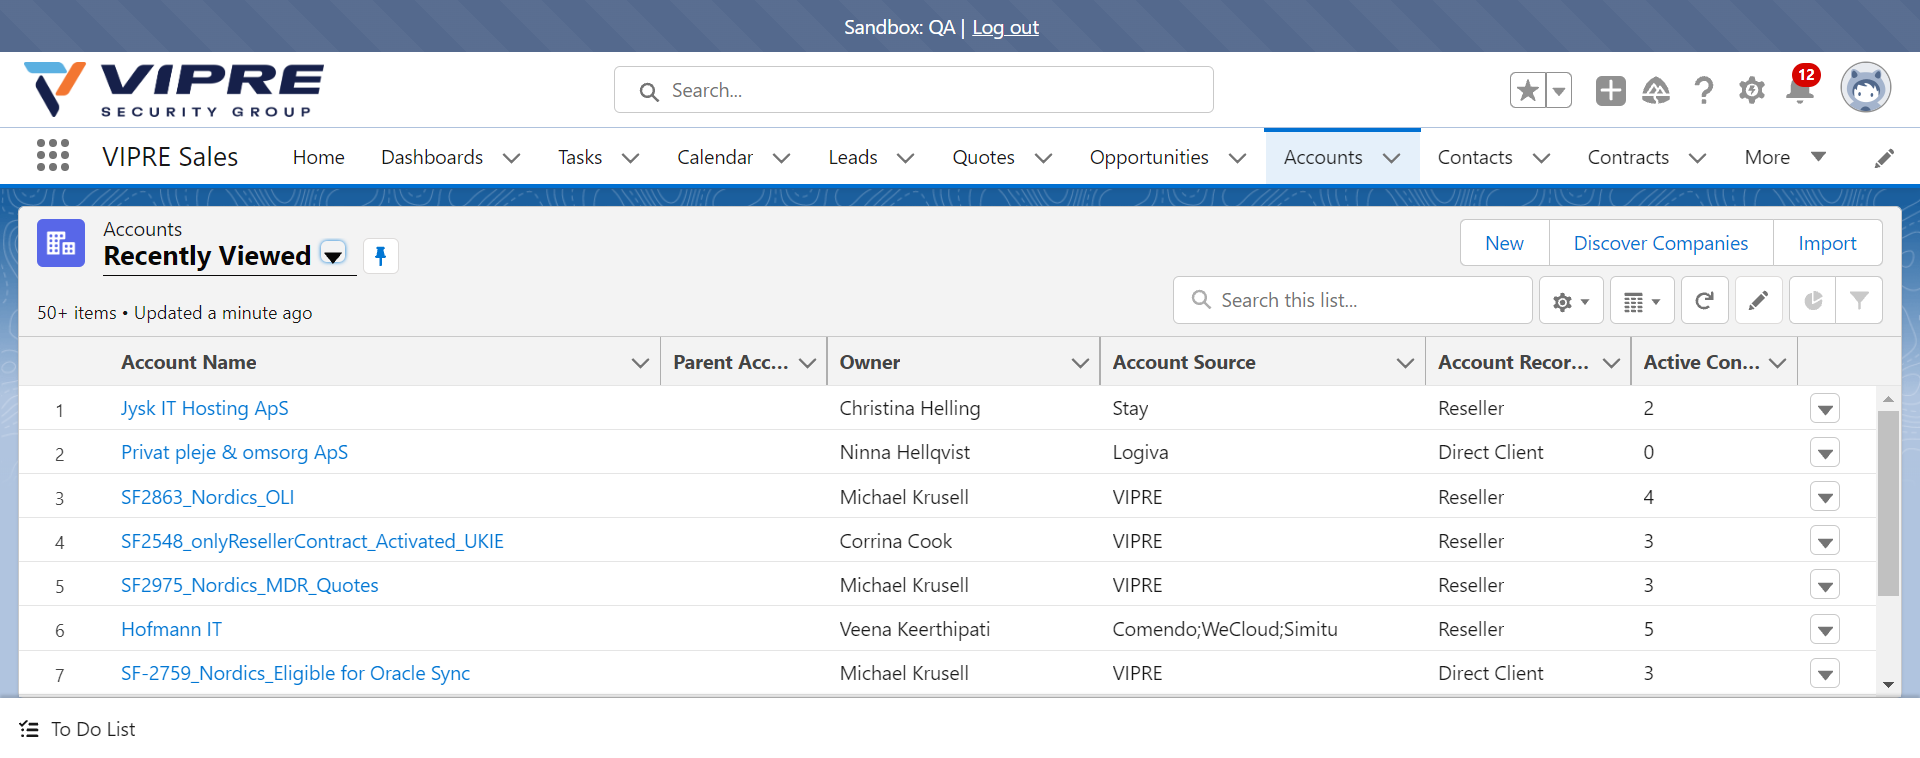 Sandbox: QA | Log out
VIPRE
SECURITY GROUP
Search...
12
VIPRE Sales
Home
Dashboards
Tasks
Calendar
Leads
Quotes
Opportunities
Accounts
Contacts
Contracts
More
Accounts
Recently Viewed
New
Discover Companies
Import
50+ items • Updated a minute ago
Search this list...
Account Name Parent Acc... Owner Account Source Account Recor... Active Con...
1 Jysk IT Hosting ApS Christina Helling Stay Reseller 2
2 Privat pleje & omsorg ApS Ninna Hellqvist Logiva Direct Client 0
3 SF2863_Nordics_OLI Michael Krusell VIPRE Reseller 4
4 SF2548_onlyResellerContract_Activated_UKIE Corrina Cook VIPRE Reseller 3
5 SF2975_Nordics_MDR_Quotes Michael Krusell VIPRE Reseller 3
6 Hofmann IT Veena Keerthipati Comendo;WeCloud;Simitu Reseller 5
7 SF-2759_Nordics_Eligible for Oracle Sync Michael Krusell VIPRE Direct Client 3
To Do List